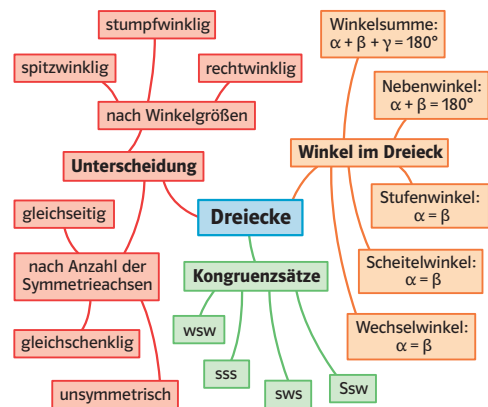 stumpfwinklig
spitzwinklig
rechtwinklig
nach Winkelgrößen
Unterscheidung
gleichseitig
nach Anzahl der
Symmetrieachsen
gleichschenklig
unsymmetrisch
Dreiecke
Kongruenzsätze
wsw
sss
sws
Ssw
Winkelsumme:
α + β + γ = 180°
Nebenwinkel:
α + β = 180°
Winkel im Dreieck
Stufenwinkel:
α = β
Scheitelwinkel:
α = β
Wechselwinkel:
α = β